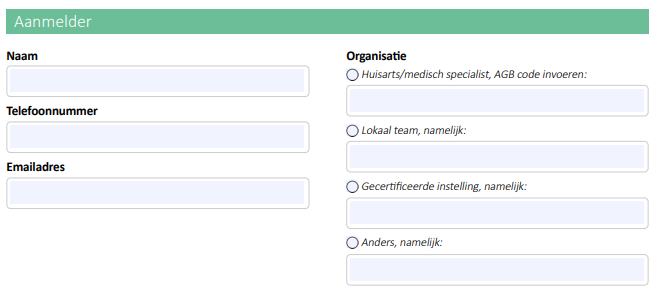 Aanmelder
Naam
Telefoonnummer
Emailadres
Organisatie
Huisarts/medisch specialist, AGB code invoeren:
Lokaal team, namelijk:
Gecertificeerde instelling, namelijk:
Anders, namelijk: